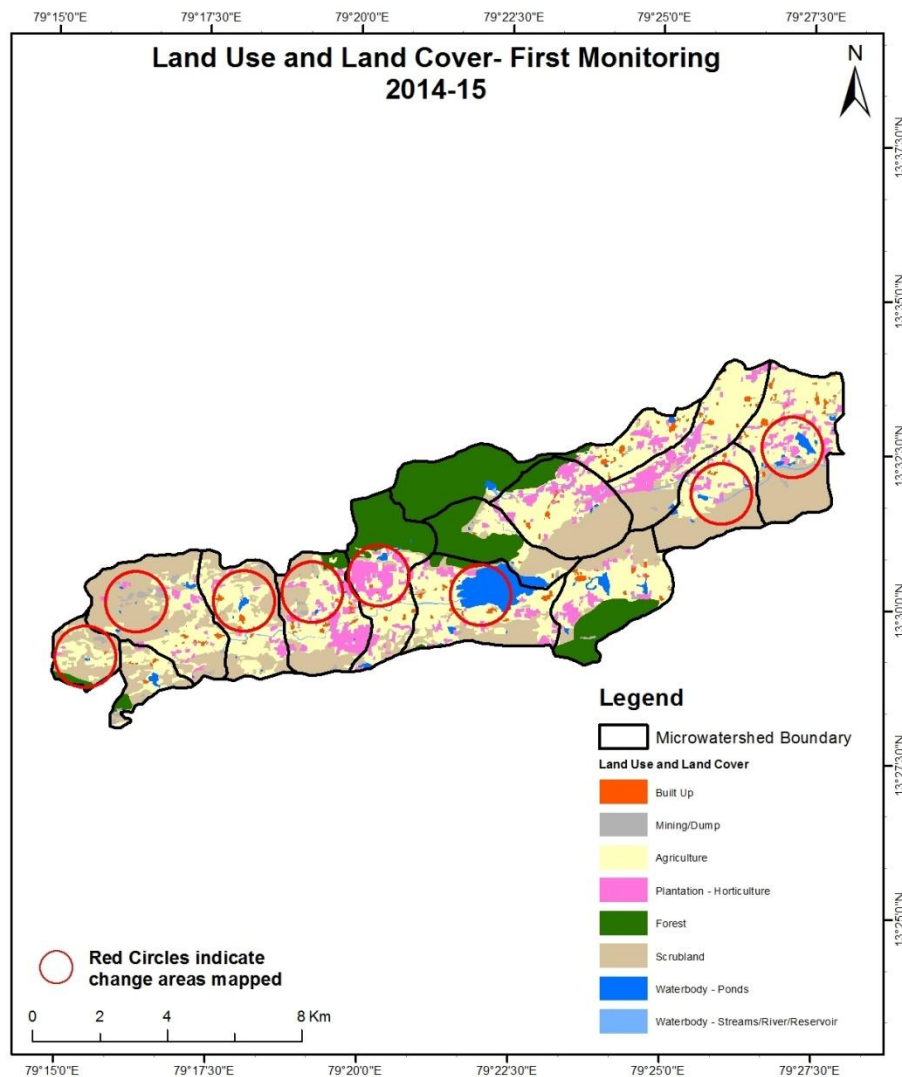 79°15'0"E 79°17'30"E 79°20'0"E 79°22'30"E 79°25'0"E 79°27'30"E
Land Use and Land Cover- First Monitoring
2014-15
N
13°37'30"N
13°35'0"N
13°32'30"N
13°30'0"N
13°27'30"N
13°25'0"N
Legend
Microwatershed Boundary
Land Use and Land Cover
Built Up
Mining/Dump
Agriculture
Plantation - Horticulture
Forest
Scrubland
Waterbody - Ponds
Waterbody - Streams/River/Reservoir
Red Circles indicate
change areas mapped
0 2 4 8 Km
79°15'0"E 79°17'30"E 79°20'0"E 79°22'30"E 79°25'0"E 79°27'30"E